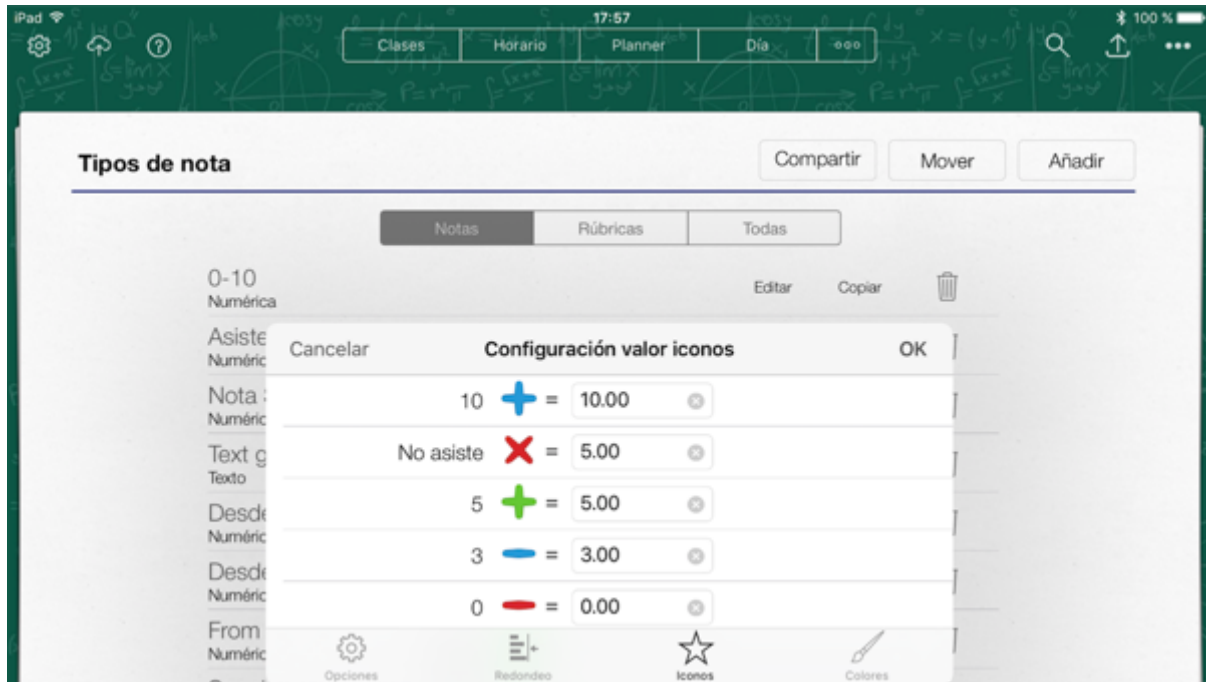 iPad 17:57 100 %
Clases Horario Planner Día
Tipos de nota Compartir Mover Añadir
Notas Rúbricas Todas
0-10 Editar Copiar
Numérica
Asiste
Numéric
Cancelar Configuración valor iconos OK
Nota
Numéric
10 = 10.00
Text g
Texto
No asiste = 5.00
Desde
Numéric
5 = 5.00
Desde
Numéric
3 = 3.00
From
Numéric
0 = 0.00
Opciones Redondeo Iconos Colores